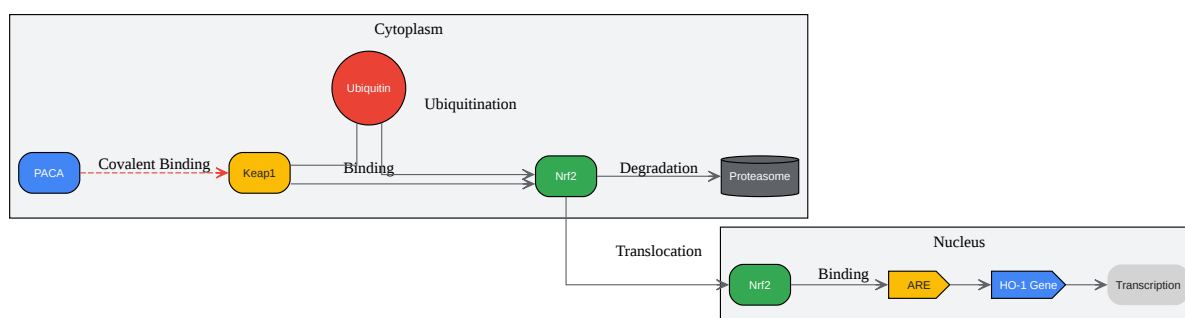 Cytoplasm
Ubiquitin
Ubiquitination
PACA
Covalent Binding
Keap1
Binding
Nrf2
Degradation
Proteasome
Translocation
Nucleus
Nrf2
Binding
ARE
HO-1 Gene
Transcription